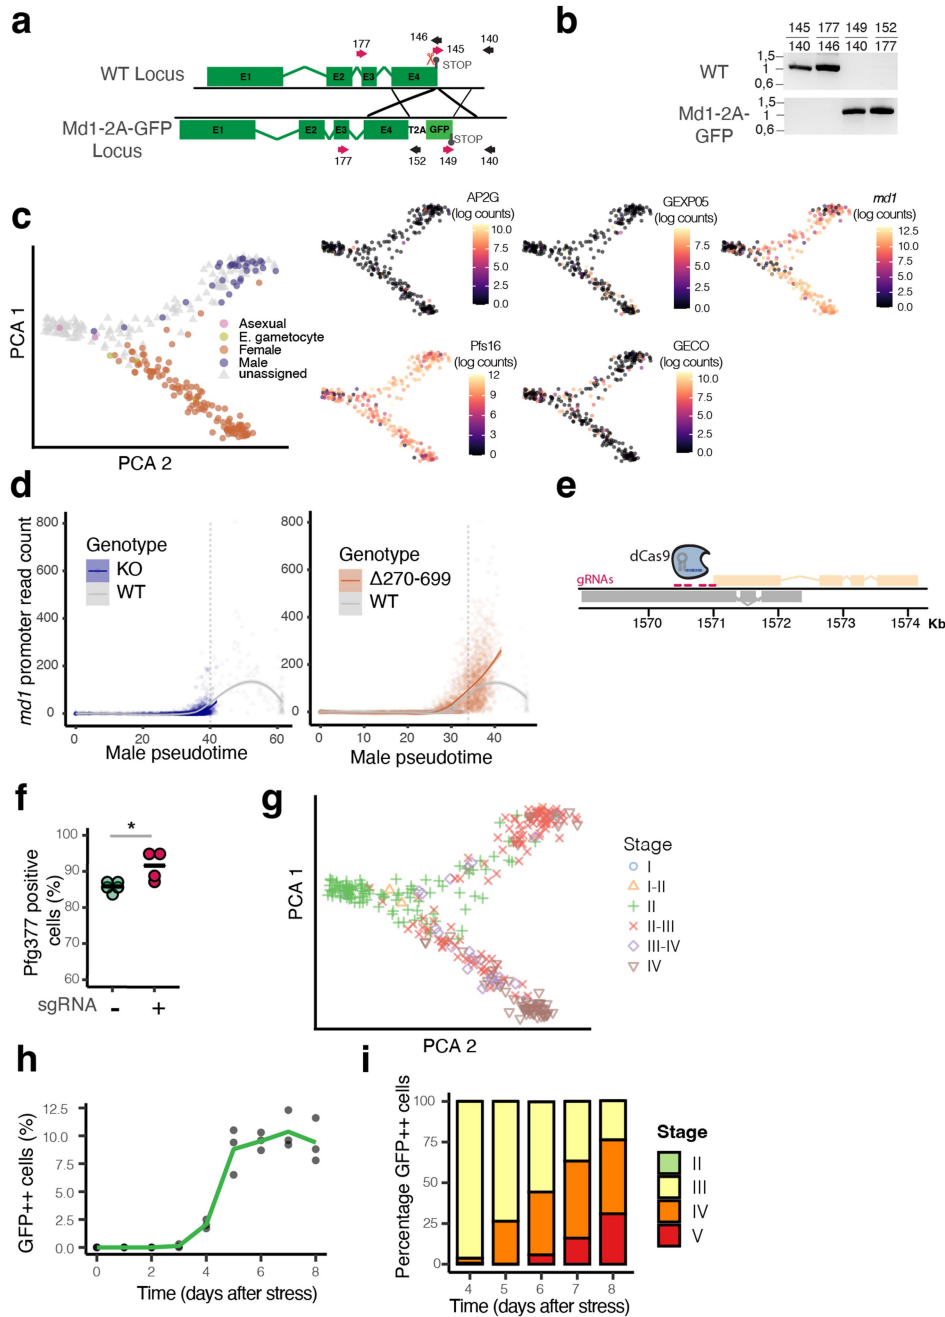 a
177
146
145
140
STOP
WT Locus
E1
E2
E3
E4
Md1-2A-GFP
Locus
E1
E2
E3
E4
T2A
GFP
STOP
177
152
149
140
b
145 177 149 152
140 146 140 177
WT
1,5
1
0,6
Md1-2A-
GFP
1,5
1
0,6
c
PCA 1
PCA 2
Asexual
E. gametocyte
Female
Male
unassigned
AP2G
(log counts)
10.0
7.5
5.0
2.5
0.0
GEXP05
(log counts)
7.5
5.0
2.5
0.0
md1
(log counts)
12.5
10.0
7.5
5.0
2.5
0.0
Pfs16
(log counts)
12
9
6
3
0
GECO
(log counts)
10.0
7.5
5.0
2.5
0.0
d
md1 promoter read count
800
600
400
200
0
Genotype
KO
WT
0 20 40 60
Male pseudotime
800
600
400
200
0
Genotype
Δ270-699
WT
0 10 20 30 40
Male pseudotime
e
dCas9
gRNAs
1570 1571 1572 1573 1574 Kb
f
Pfg377 positive
cells (%)
100
90
80
70
60
*
sgRNA - +
g
PCA 1
PCA 2
Stage
I
I-II
II
II-III
III-IV
IV
h
GFP++ cells (%)
12.5
10.0
7.5
5.0
2.5
0.0
0 2 4 6 8
Time (days after stress)
i
Percentage GFP++ cells
100
75
50
25
0
4 5 6 7 8
Time (days after stress)
Stage
II
III
IV
V